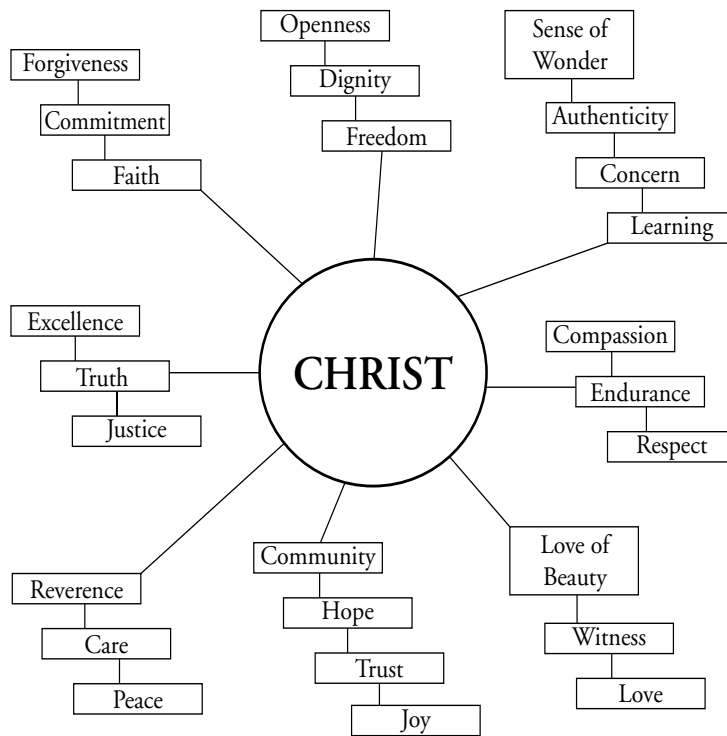 Openness
Dignity
Freedom
Sense of
Wonder
Authenticity
Concern
Learning
Forgiveness
Commitment
Faith
Excellence
Truth
Justice
CHRIST
Compassion
Endurance
Respect
Reverence
Care
Peace
Community
Hope
Trust
Joy
Love of
Beauty
Witness
Love